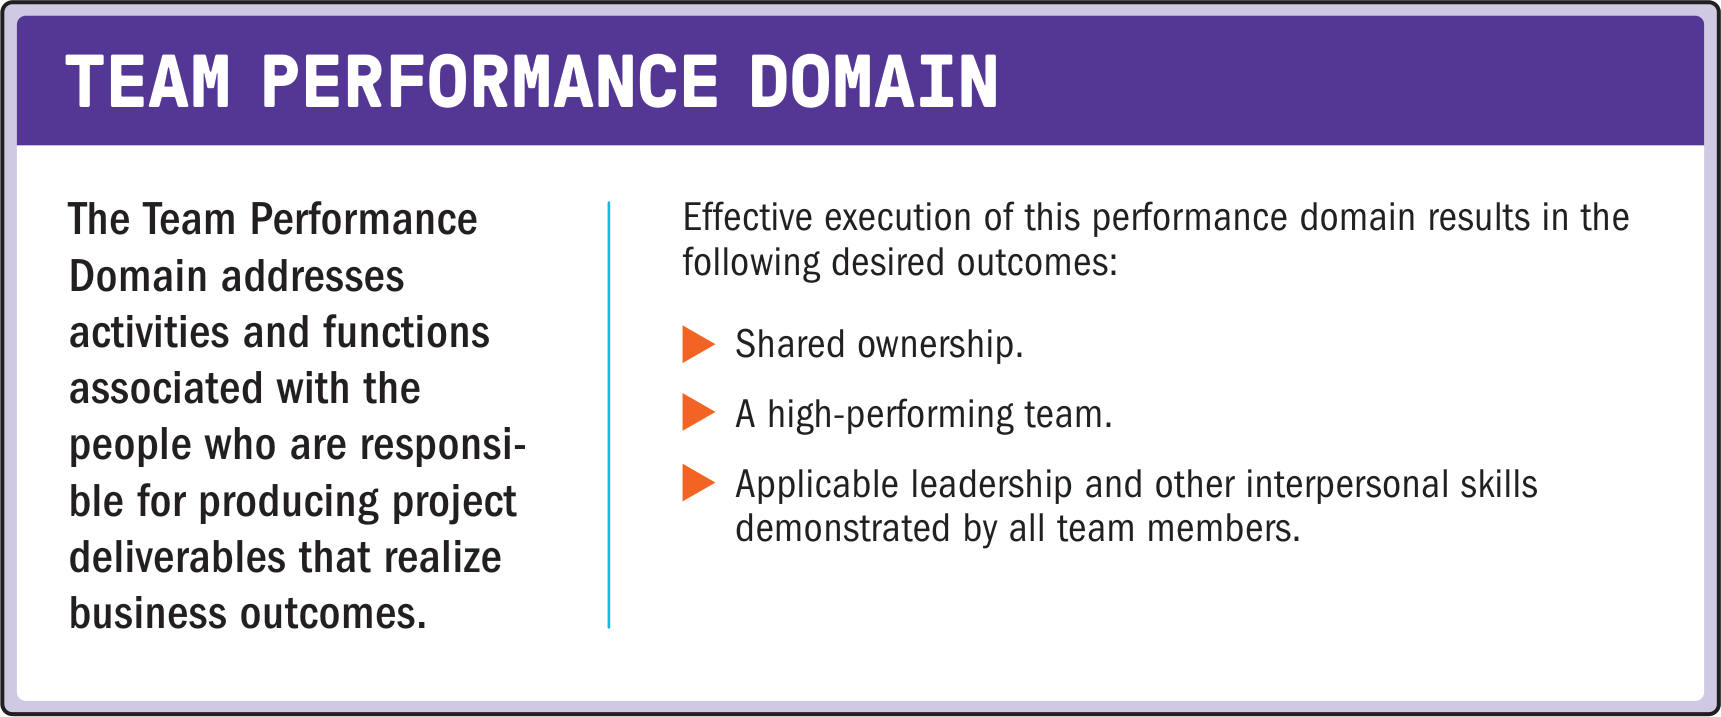 TEAM PERFORMANCE DOMAIN
The Team Performance
Domain addresses
activities and functions
associated with the
people who are responsi-
ble for producing project
deliverables that realize
business outcomes.
Effective execution of this performance domain results in the
following desired outcomes:
Shared ownership.
A high-performing team.
Applicable leadership and other interpersonal skills
demonstrated by all team members.